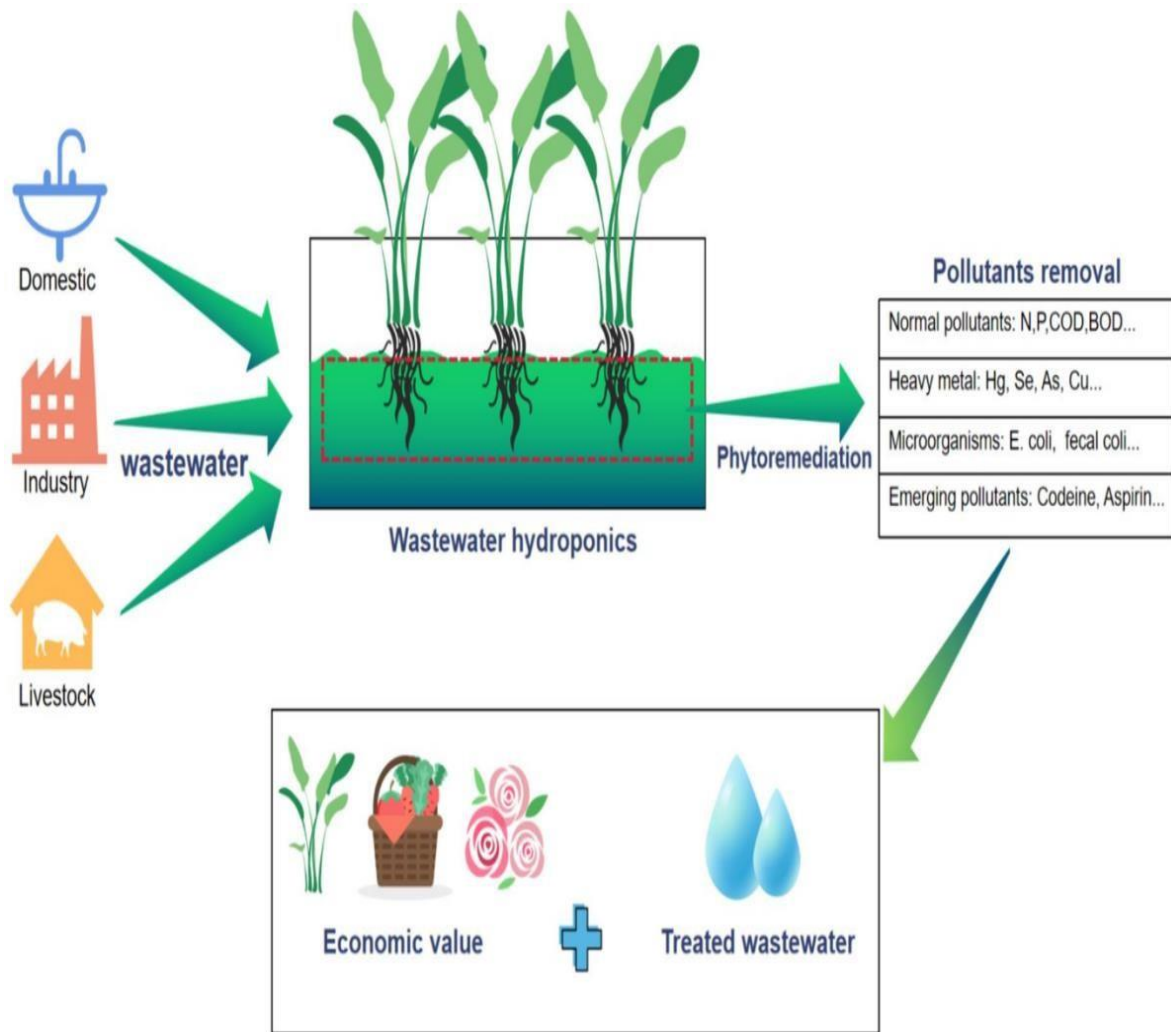 Domestic
Industry
Livestock
wastewater
Wastewater hydroponics
Phytoremediation
Pollutants removal
Normal pollutants: N,P,COD,BOD...
Heavy metal: Hg, Se, As, Cu...
Microorganisms: E. coli, fecal coli...
Emerging pollutants: Codeine, Aspirin...
Economic value
Treated wastewater